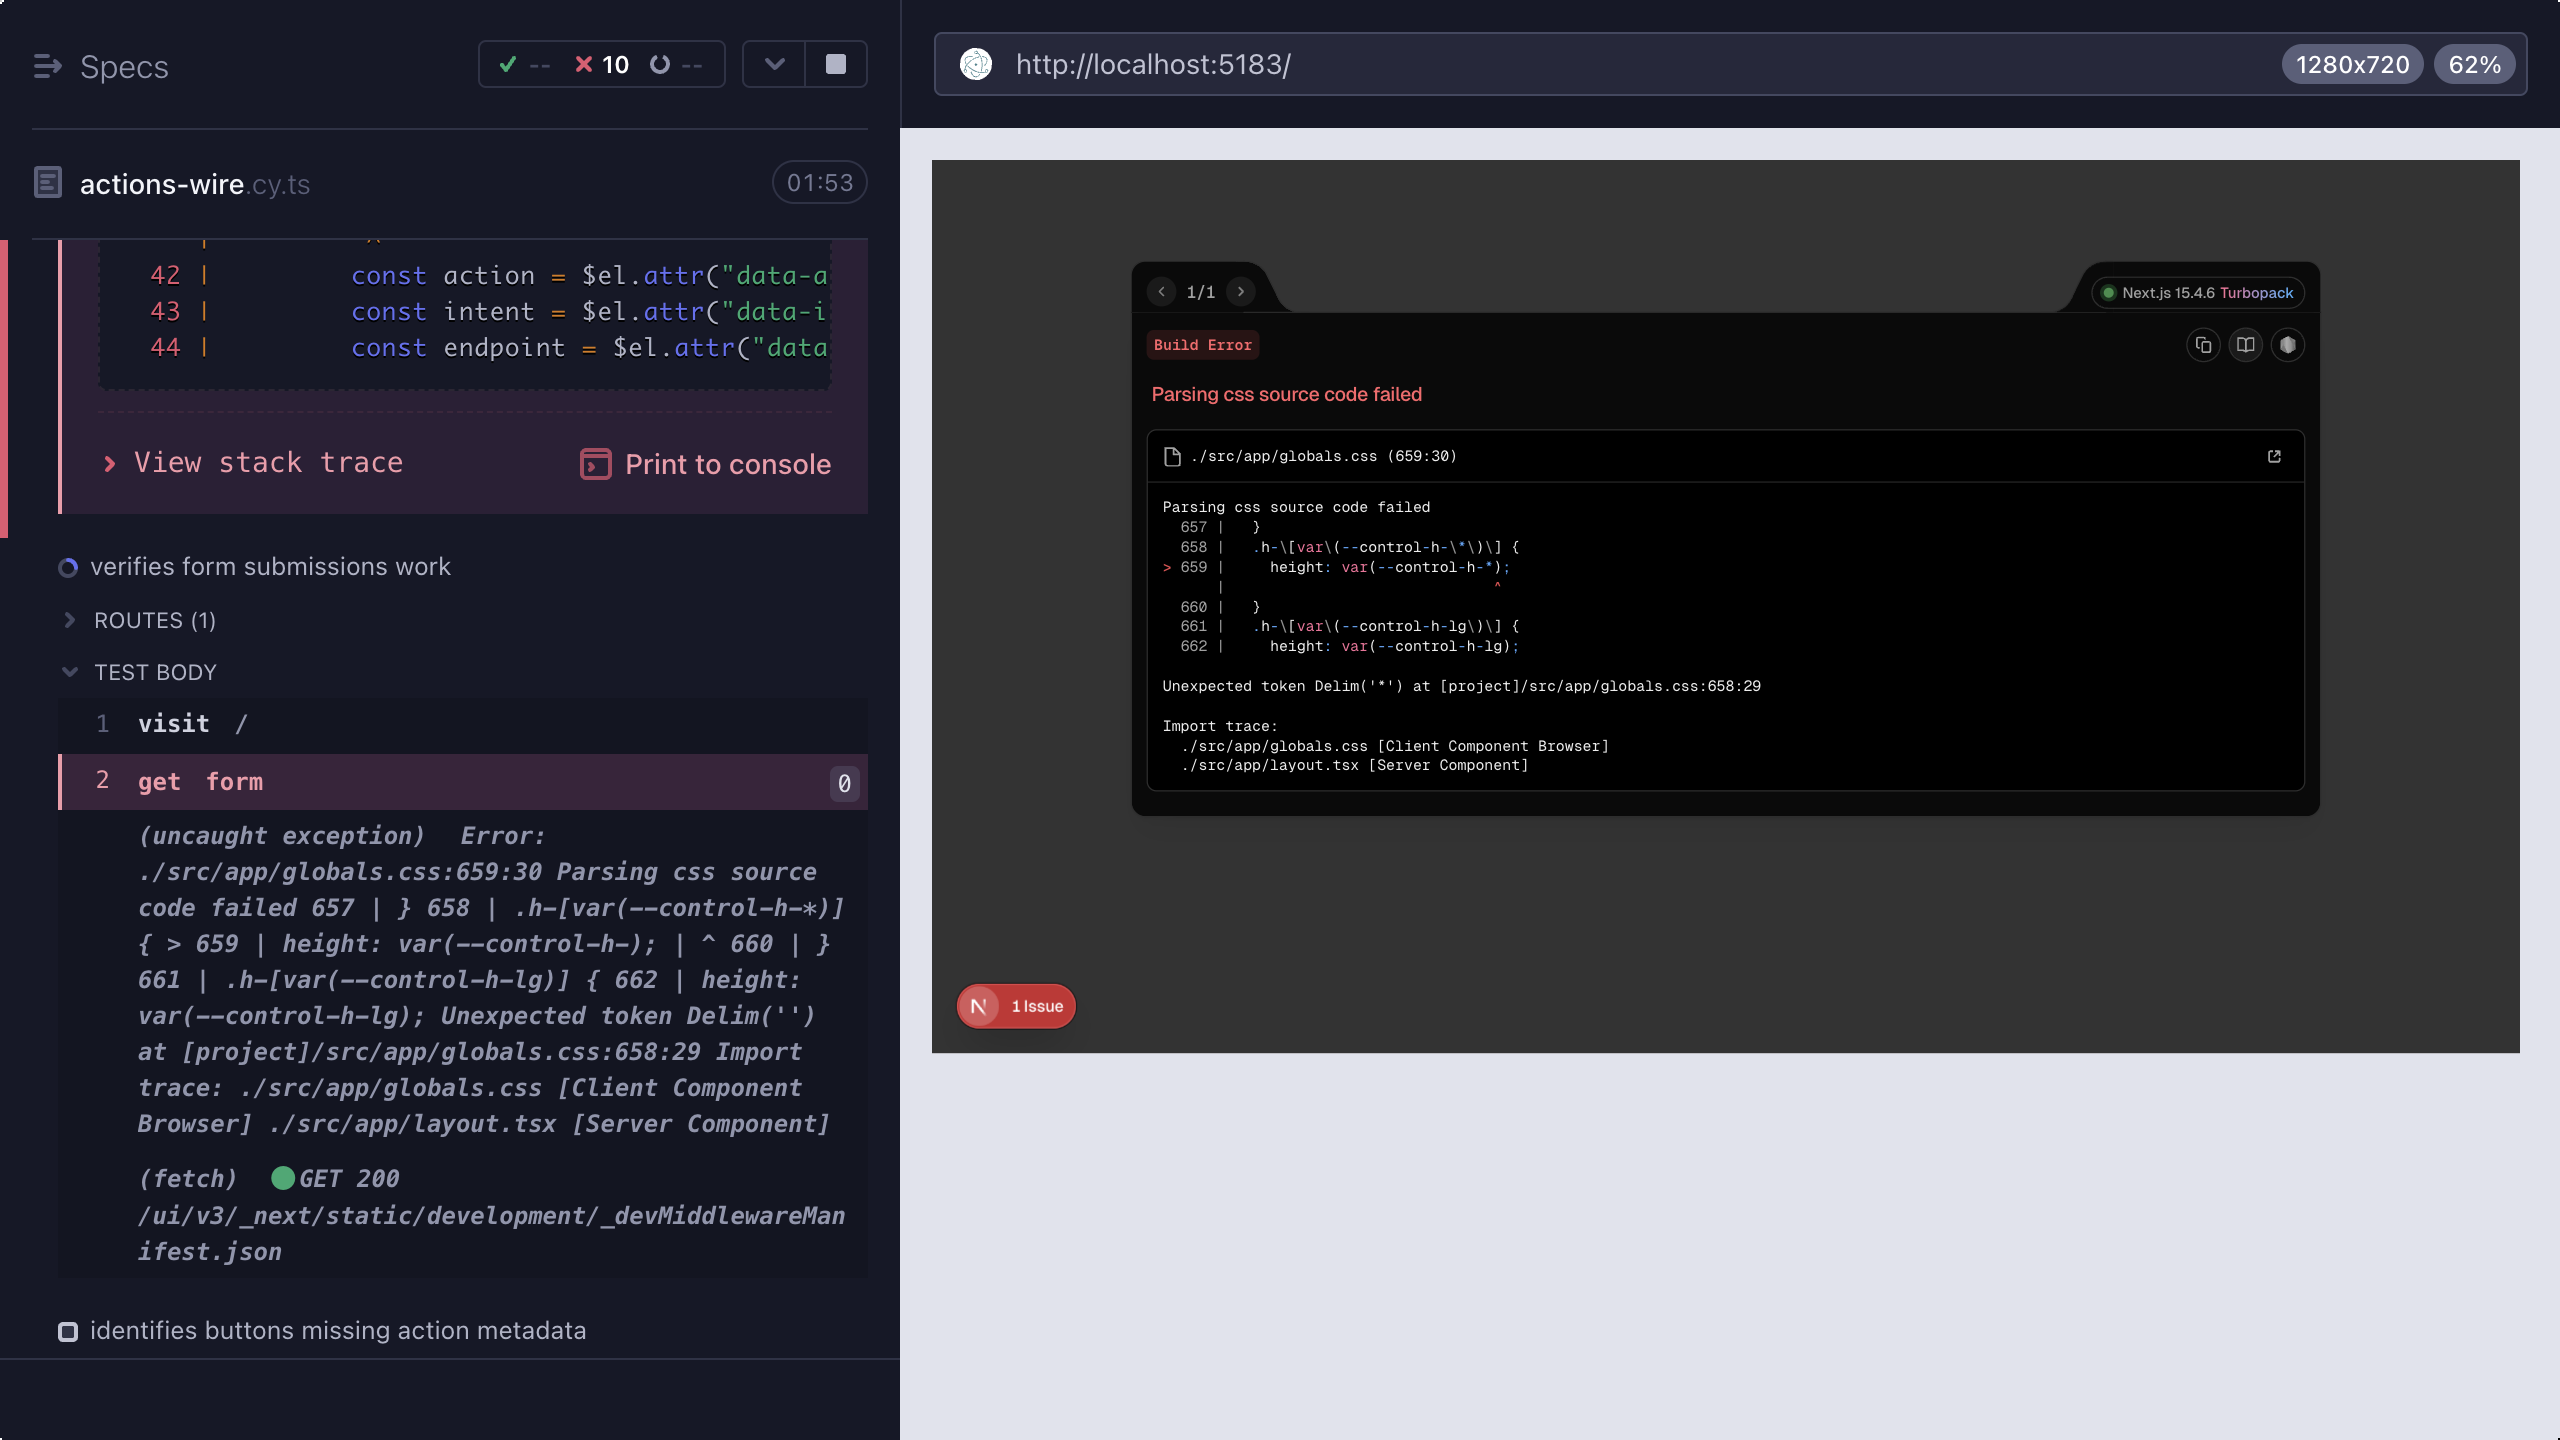 Specs
-- 10 --
actions-wire.cy.ts
01:53
42 | const action = $el.attr("data-a
43 | const intent = $el.attr("data-i
44 | const endpoint = $el.attr("data
View stack trace
Print to console
verifies form submissions work
ROUTES (1)
TEST BODY
1 visit /
2 get form 0
(uncaught exception) Error:
./src/app/globals.css:659:30 Parsing css source
code failed 657 | } 658 | .h-[var(--control-h-*)]
{ > 659 | height: var(--control-h-); | ^ 660 | }
661 | .h-[var(--control-h-lg)] { 662 | height:
var(--control-h-lg); Unexpected token Delim('')
at [project]/src/app/globals.css:658:29 Import
trace: ./src/app/globals.css [Client Component
Browser] ./src/app/layout.tsx [Server Component]
(fetch) GET 200
/ui/v3/_next/static/development/_devMiddlewareMan
ifest.json
identifies buttons missing action metadata
http://localhost:5183/
1280x720
62%
1/1
Next.js 15.4.6 Turbopack
Build Error
Parsing css source code failed
./src/app/globals.css (659:30)
Parsing css source code failed
657 | }
658 | .h-\[var\(--control-h-\*\)\] {
> 659 | height: var(--control-h-*);
| ^
660 | }
661 | .h-\[var\(--control-h-lg\)\] {
662 | height: var(--control-h-lg);
Unexpected token Delim('*') at [project]/src/app/globals.css:658:29
Import trace:
./src/app/globals.css [Client Component Browser]
./src/app/layout.tsx [Server Component]
N 1 Issue